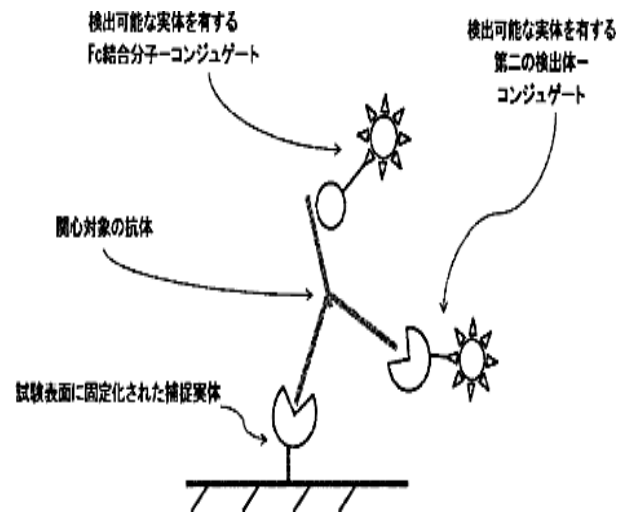 検出可能な実体を有する
Fc結合分子ーコンジュゲート
検出可能な実体を有する
第二の検出体ー
コンジュゲート
関心対象の抗体
試験表面に固定化された捕捉実体